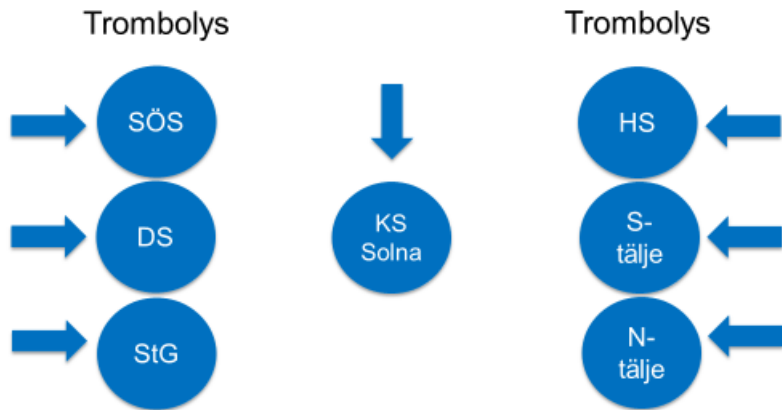 Trombolys
Trombolys
SÖS
HS
DS
KS
Solna
S-
tälje
StG
N-
tälje